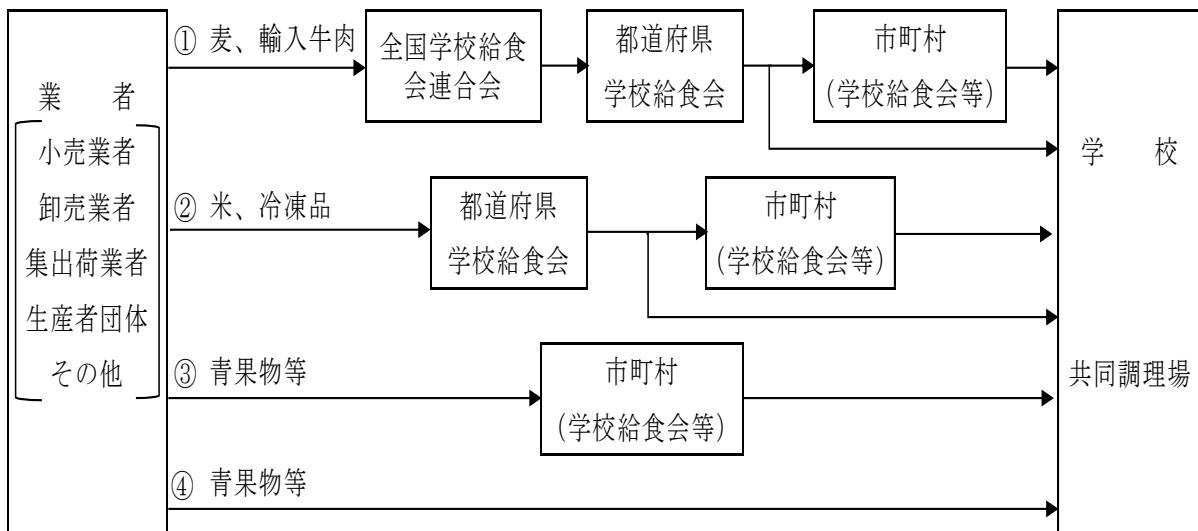 業　者
小売業者
卸売業者
集出荷業者
生産者団体
その他
① 麦、輸入牛肉
全国学校給食
会連合会
都道府県
学校給食会
市町村
(学校給食会等)
② 米、冷凍品
都道府県
学校給食会
市町村
(学校給食会等)
③ 青果物等
市町村
(学校給食会等)
④ 青果物等
学　校
共同調理場